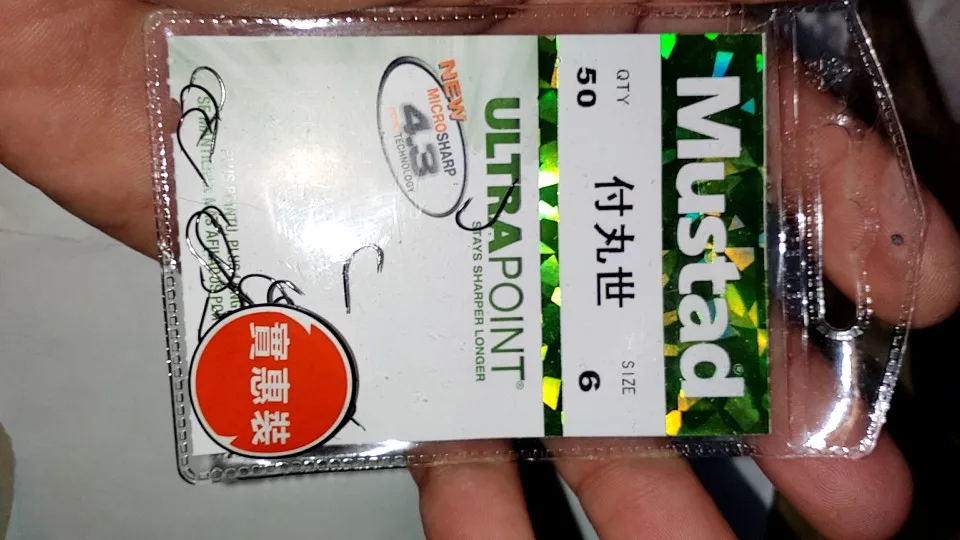 Mustad®
QTY
50
付丸世
SIZE
6
ULTRAPOINT®
STAYS SHARPER LONGER
NEW
MICROSHARP
4.3
TECHNOLOGY
實惠裝